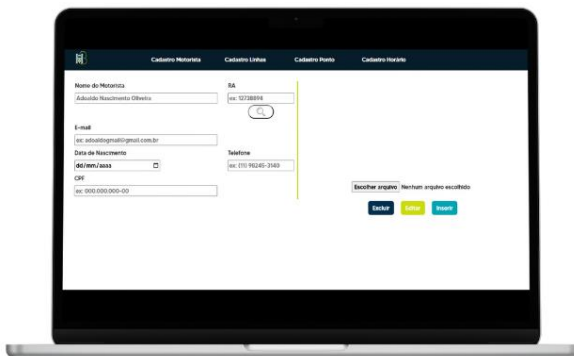 Cadastro Motorista Cadastro Linhas Cadastro Ponto Cadastro Horário
Nome do Motorista RA
Adoaldo Nascimento Oliveira ex: 12738894
E-mail
ex: adoaldogmail@gmail.com.br
Data de Nascimento Telefone
dd/mm/aaaa ex: (11) 96245-3140
CPF
ex: 000.000.000-00
Escolher arquivo Nenhum arquivo escolhido
Excluir Editar Inserir